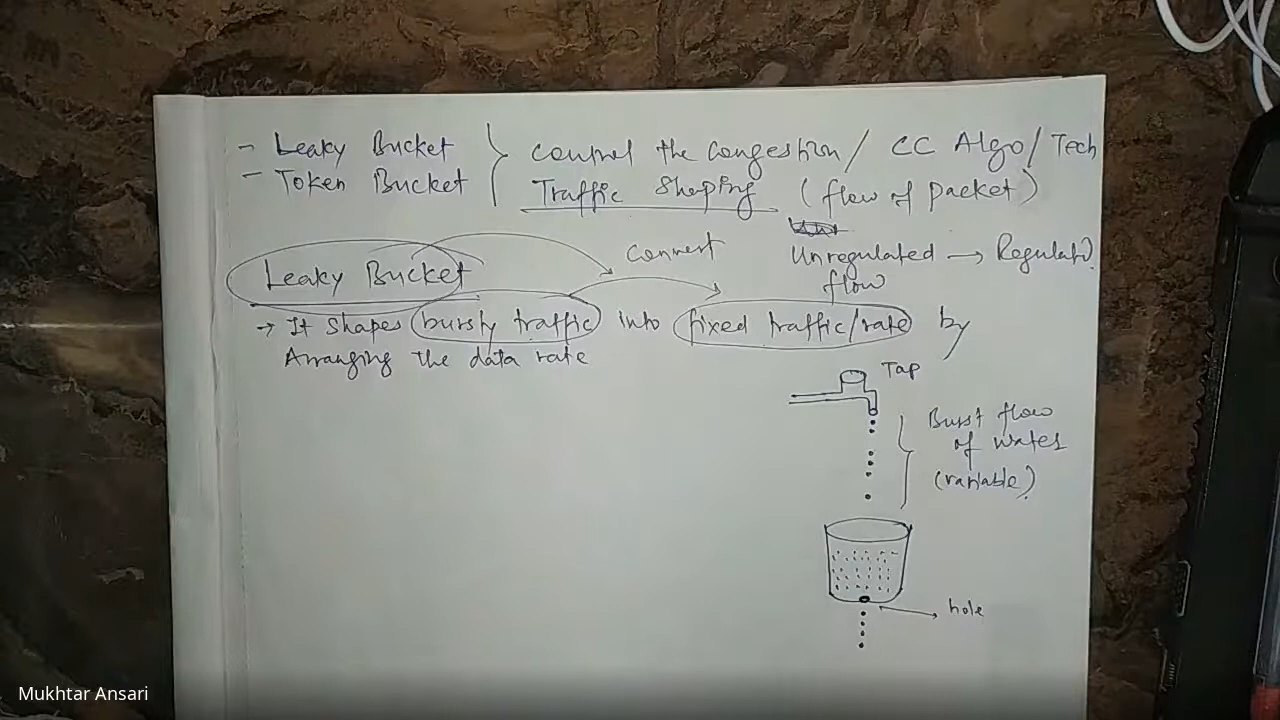 - Leaky Bucket
- Token Bucket
control the congestion / CC Algo / Tech
Traffic Shaping (flow of packet)
Leaky Bucket
convert
Unregulated → Regulated
flow
→ It shapes bursty traffic into fixed traffic/rate by
Arranging the data rate
Tap
Burst flow
of water
(variable)
hole
Mukhtar Ansari